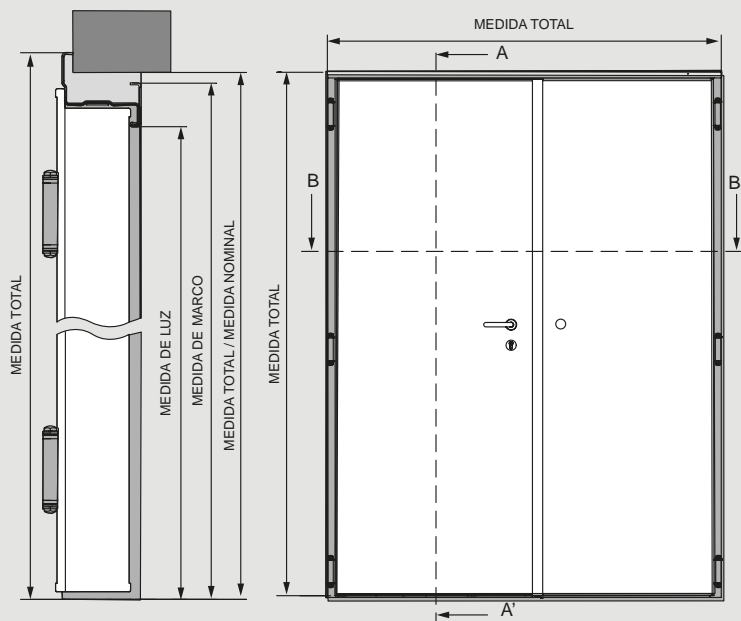 MEDIDA TOTAL
MEDIDA DE LUZ
MEDIDA DE MARCO
MEDIDA TOTAL / MEDIDA NOMINAL
MEDIDA TOTAL
MEDIDA TOTAL
A
B
B
A'